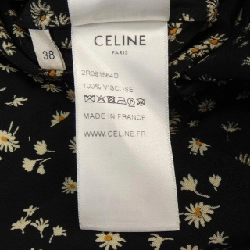 38
CELINE
PARIS
100% VISCOSE
MADE IN FRANCE
WWW.CELINE.FR